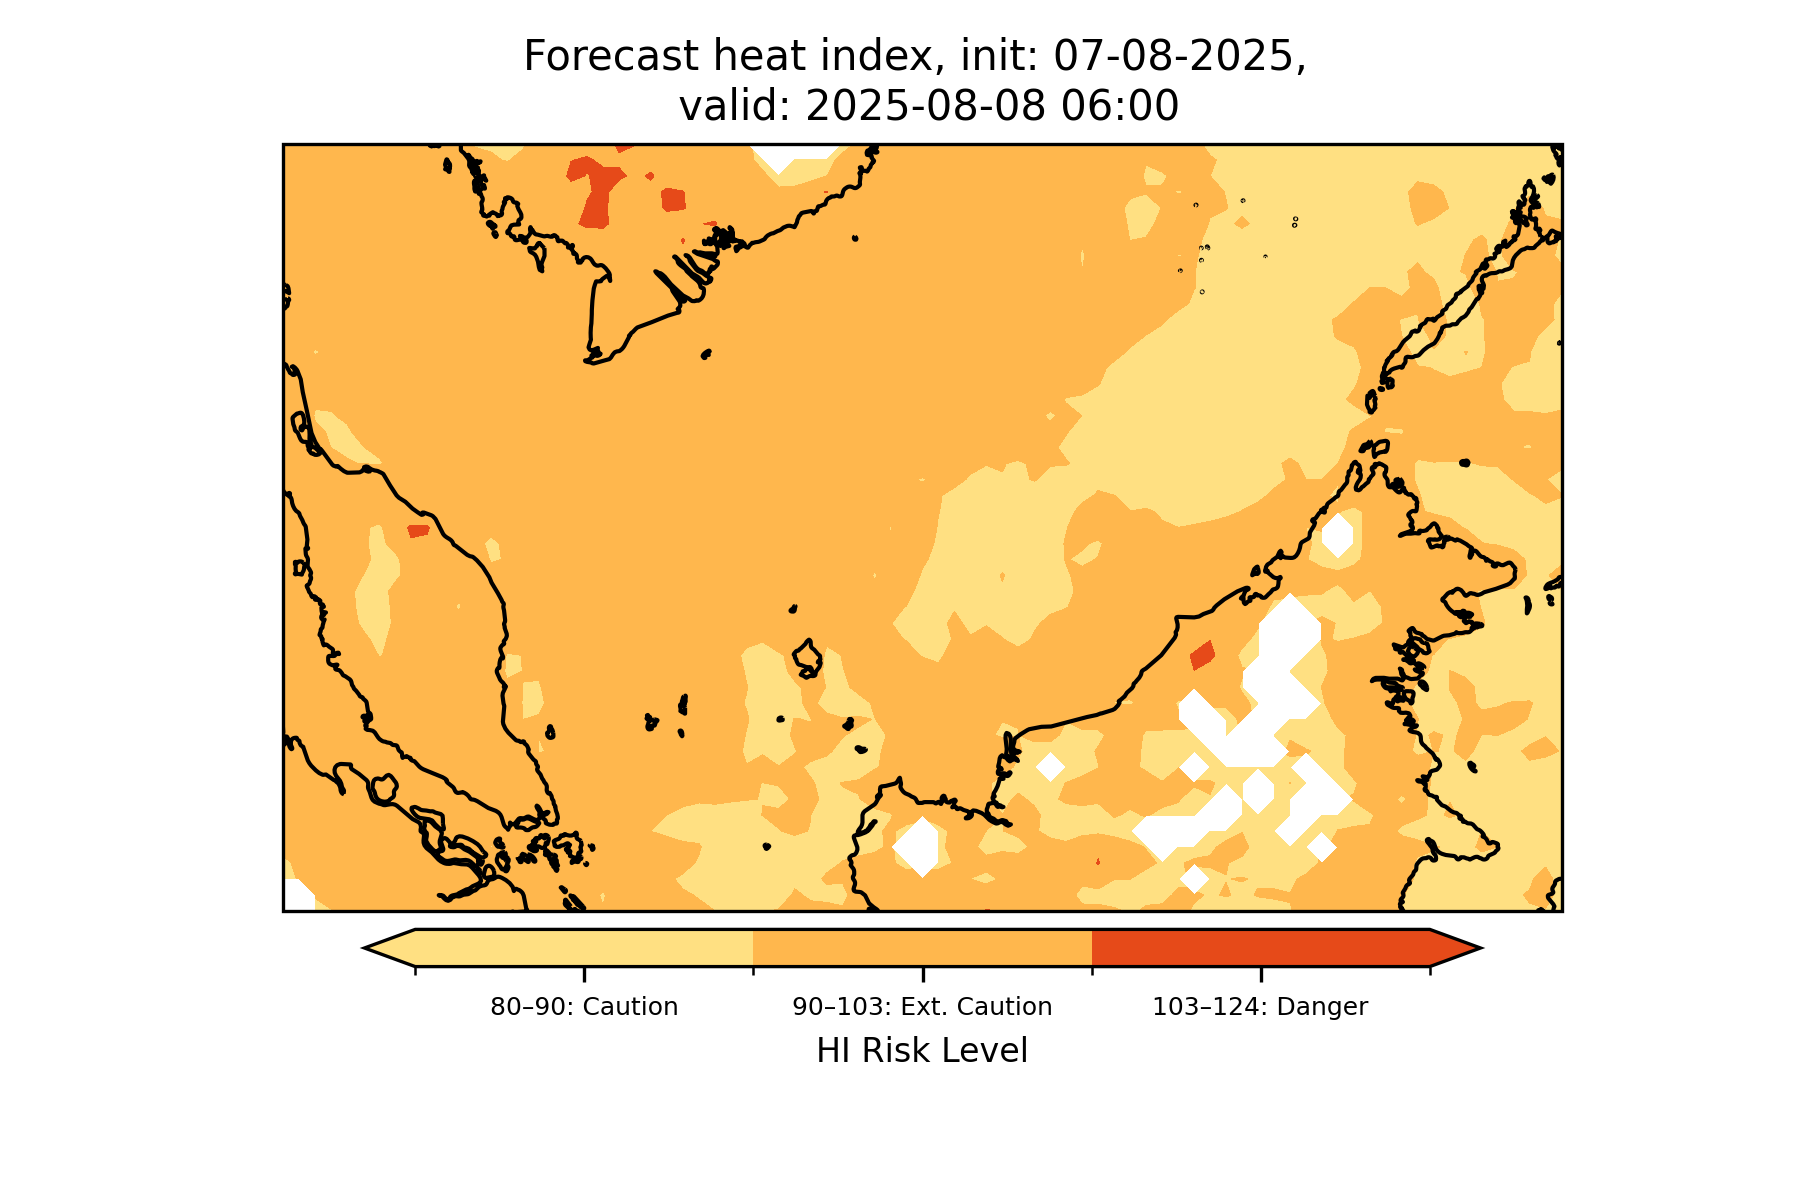 Forecast heat index, init: 07-08-2025,
valid: 2025-08-08 06:00
80–90: Caution
90–103: Ext. Caution
103–124: Danger
HI Risk Level